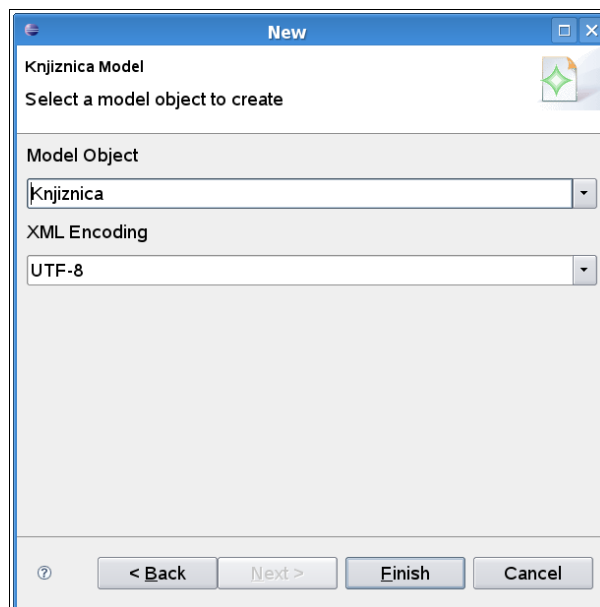 New
Knjiznica Model
Select a model object to create
Model Object
Knjiznica
XML Encoding
UTF-8
? < Back Next > Finish Cancel